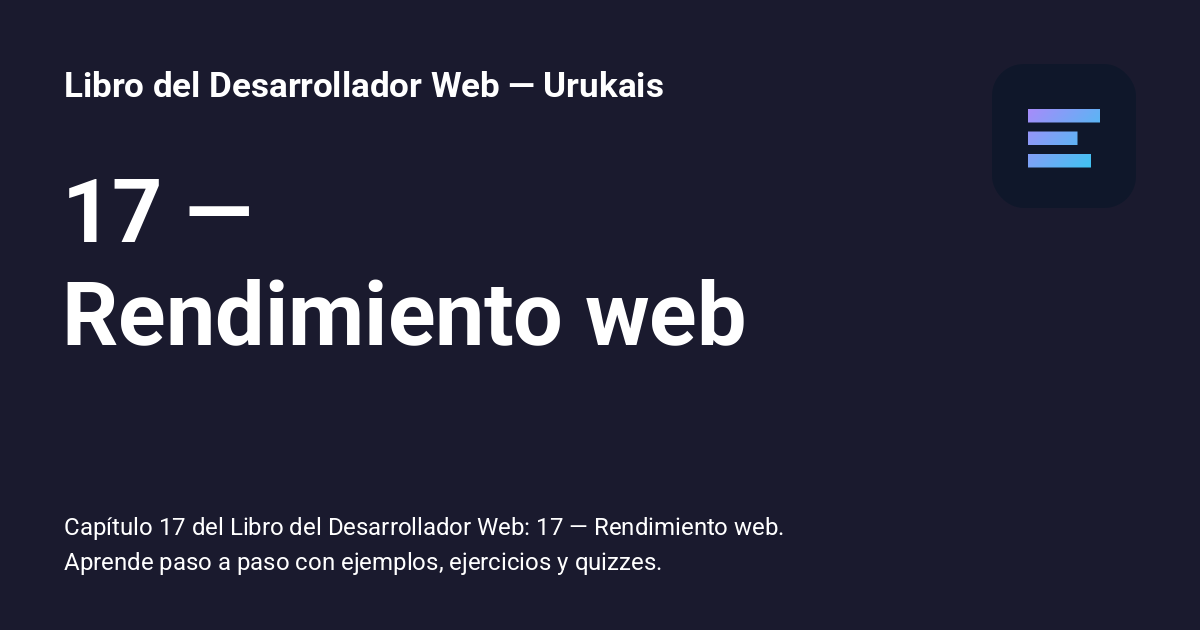 Libro del Desarrollador Web — Urukais
17 —
Rendimiento web
Capítulo 17 del Libro del Desarrollador Web: 17 — Rendimiento web.
Aprende paso a paso con ejemplos, ejercicios y quizzes.